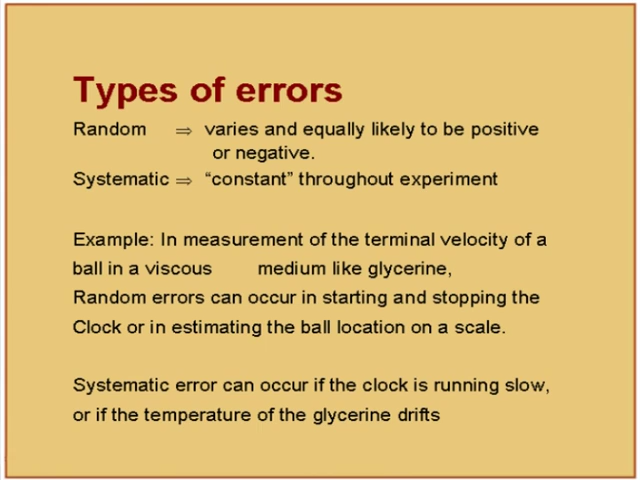 Types of errors
Random ⇒ varies and equally likely to be positive
or negative.
Systematic ⇒ “constant” throughout experiment
Example: In measurement of the terminal velocity of a
ball in a viscous medium like glycerine,
Random errors can occur in starting and stopping the
Clock or in estimating the ball location on a scale.
Systematic error can occur if the clock is running slow,
or if the temperature of the glycerine drifts